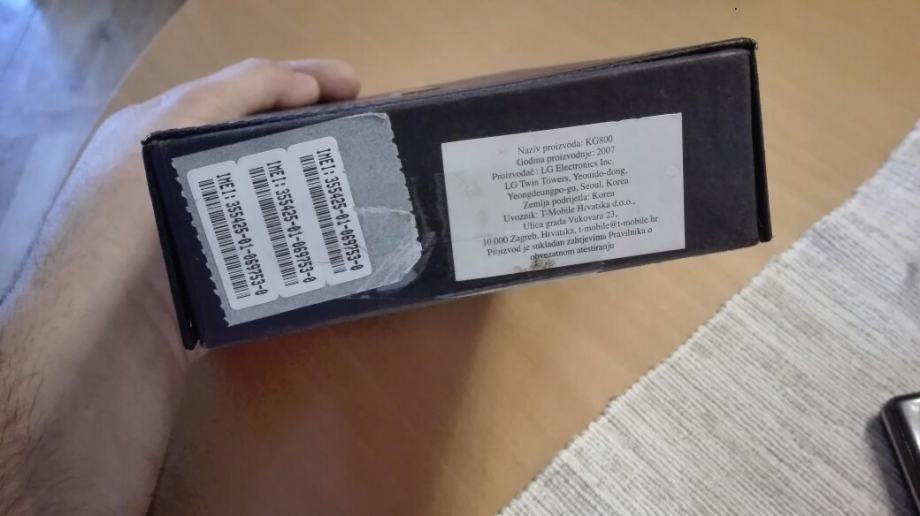 IMEI: 355425-01-069753-0
IMEI: 355425-01-069753-0
IMEI: 355425-01-069753-0
Naziv proizvoda: KG800
Godina proizvodnje: 2007
Proizvođač : LG Electronics Inc.
LG Twin Towers, Yeouido-dong,
Yeongdeungpo-gu, Seoul, Korea
Zemlja podrijetla: Korea
Uvoznik: T-Mobile Hrvatska d.o.o.,
Ulica grada Vukovara 23,
10 000 Zagreb, Hrvatska, t-mobile@t-mobile.hr
Proizvod je sukladan zahtjevima Pravilnika o
obvezatnom atestiranju